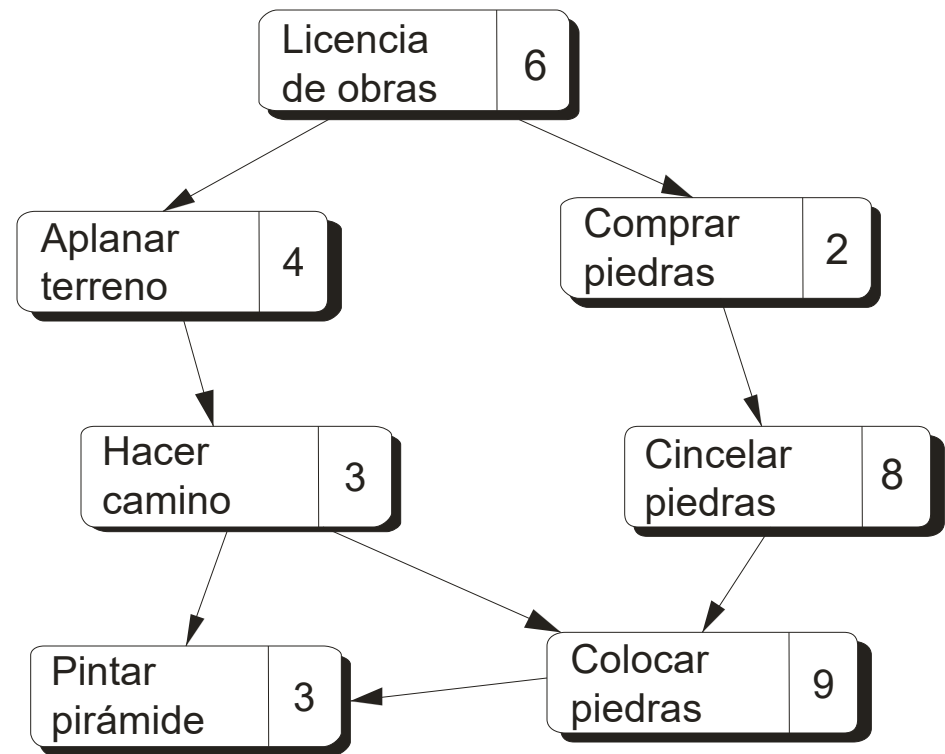 Licencia
de obras
6
Aplanar
terreno
4
Comprar
piedras
2
Hacer
camino
3
Cincelar
piedras
8
Pintar
pirámide
3
Colocar
piedras
9